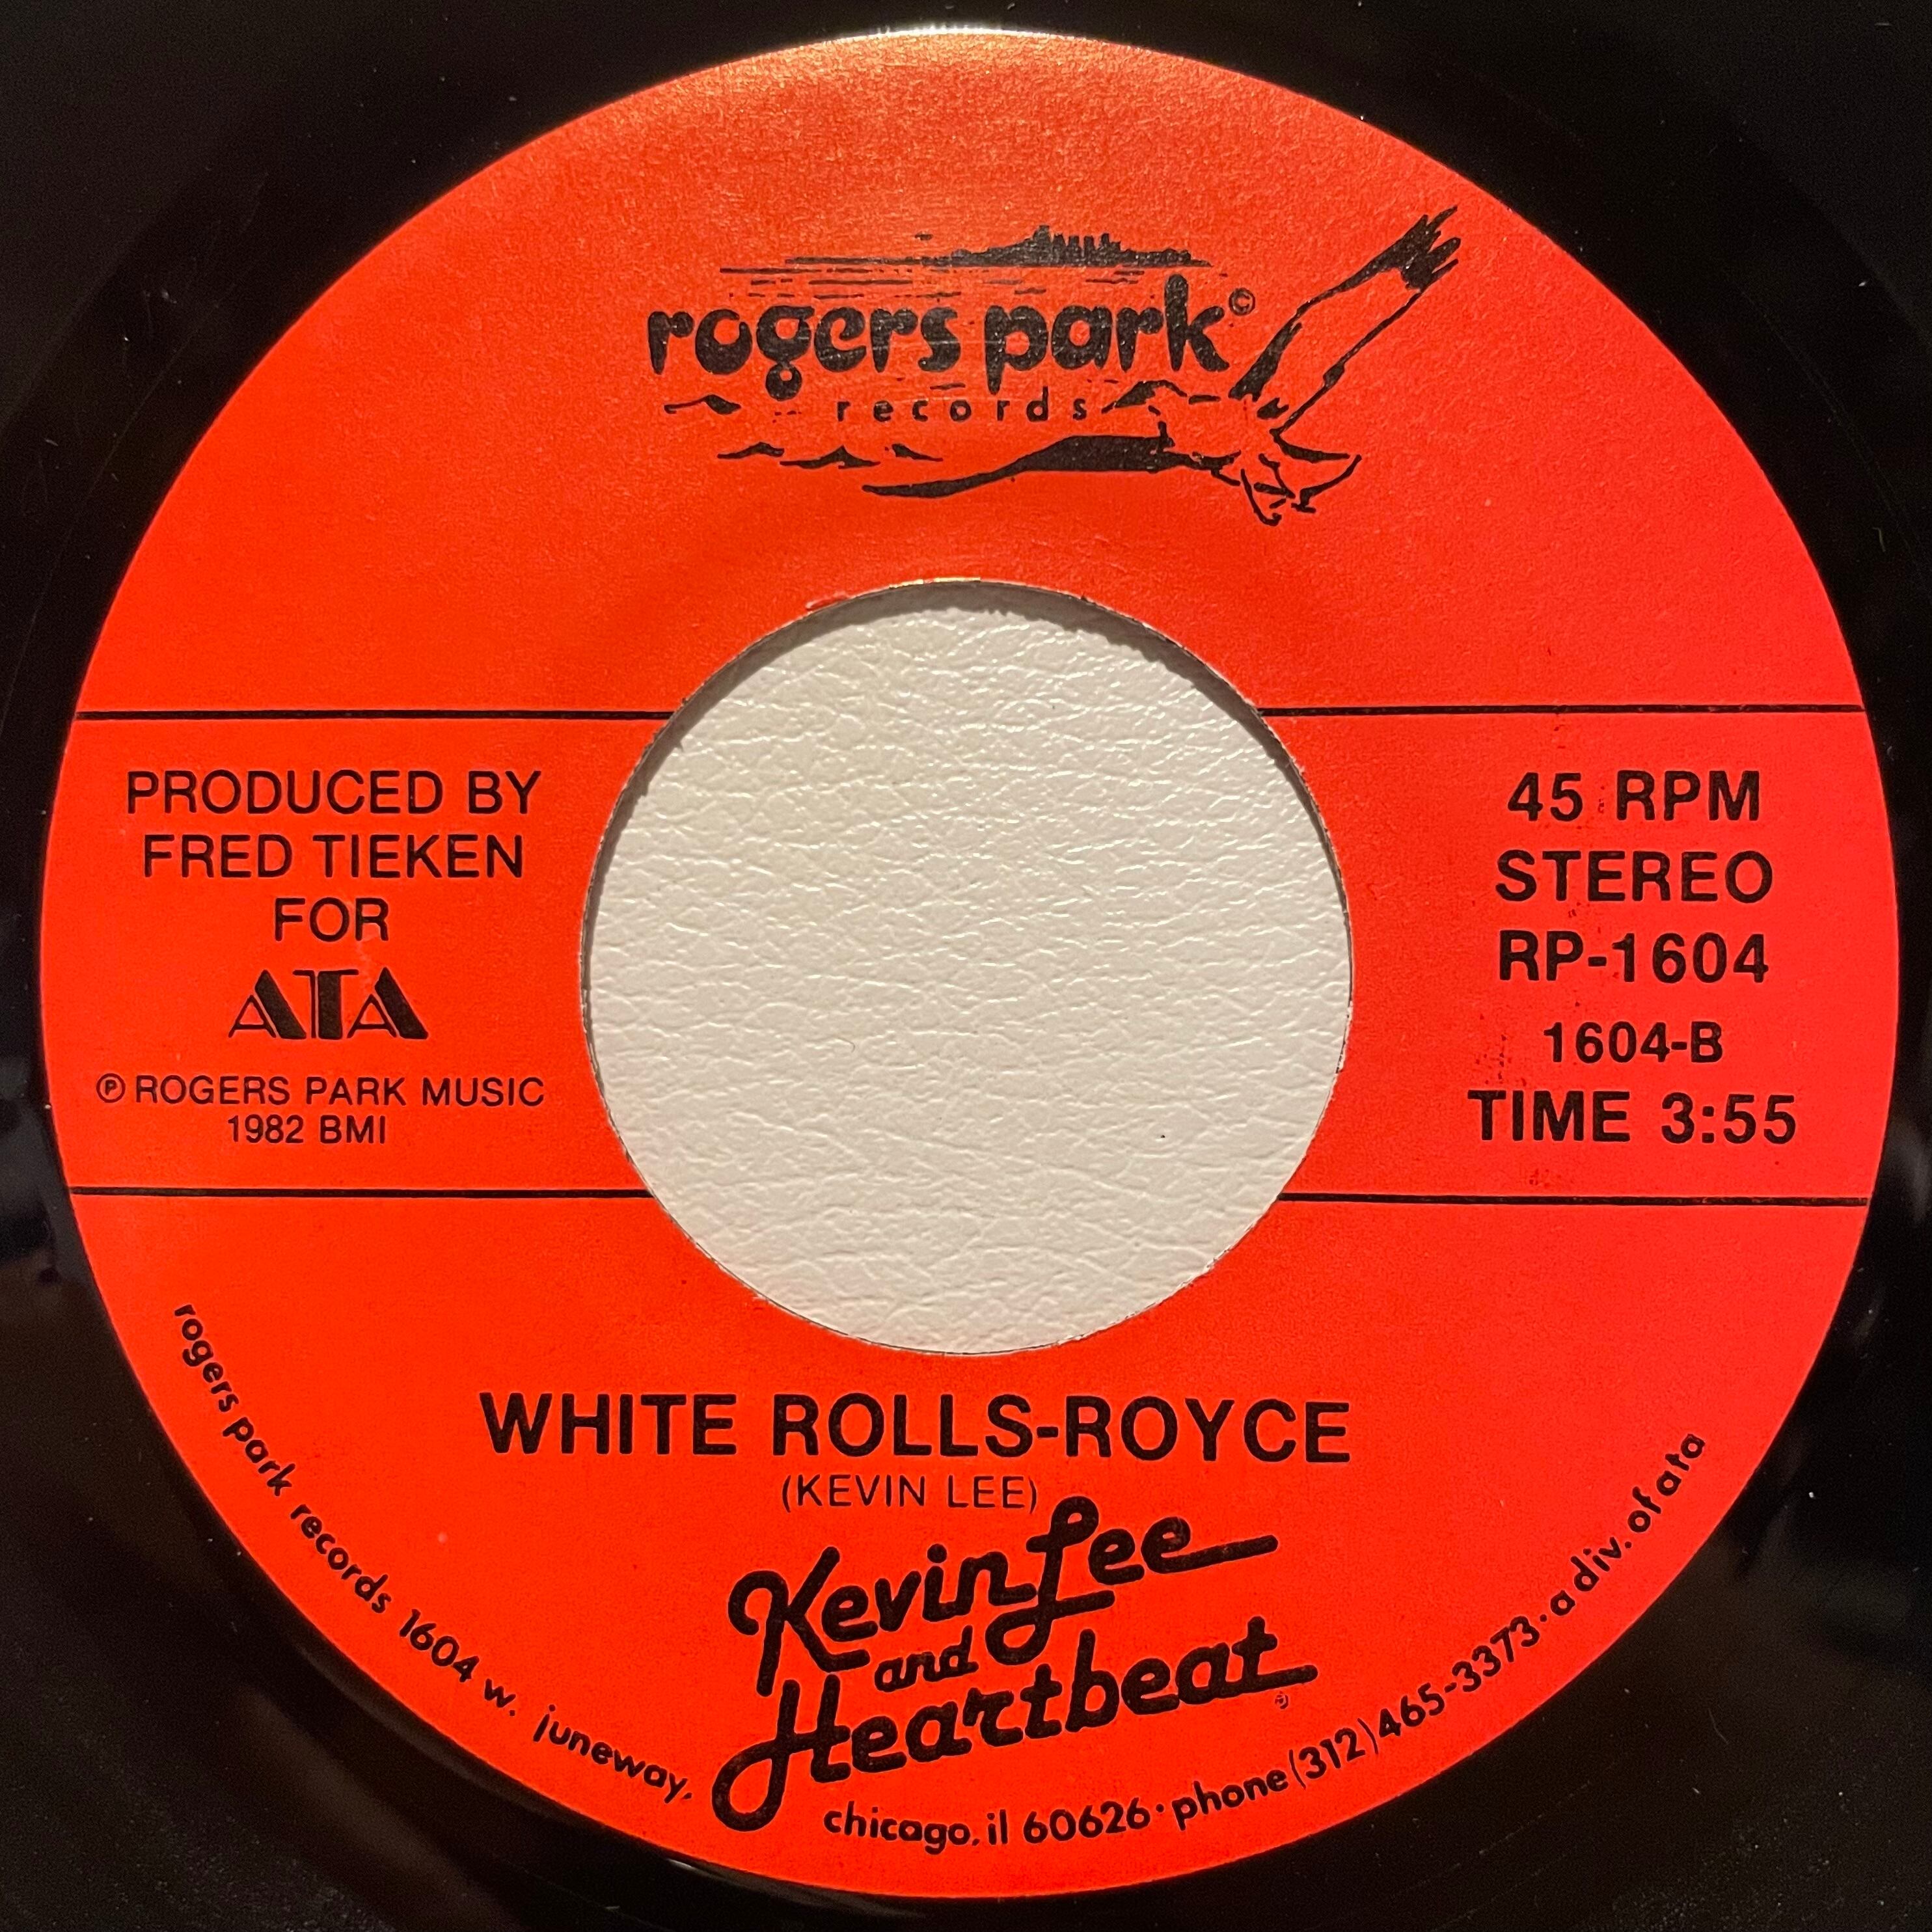 rogers park©
records
PRODUCED BY
FRED TIEKEN
FOR
ATA
℗ ROGERS PARK MUSIC
1982 BMI
45 RPM
STEREO
RP-1604
1604-B
TIME 3:55
WHITE ROLLS-ROYCE
(KEVIN LEE)
Kevin Lee
and
Heartbeat
rogers park records 1604 w. juneway, chicago, il 60626 · phone (312) 465-3373 · a div. of ata